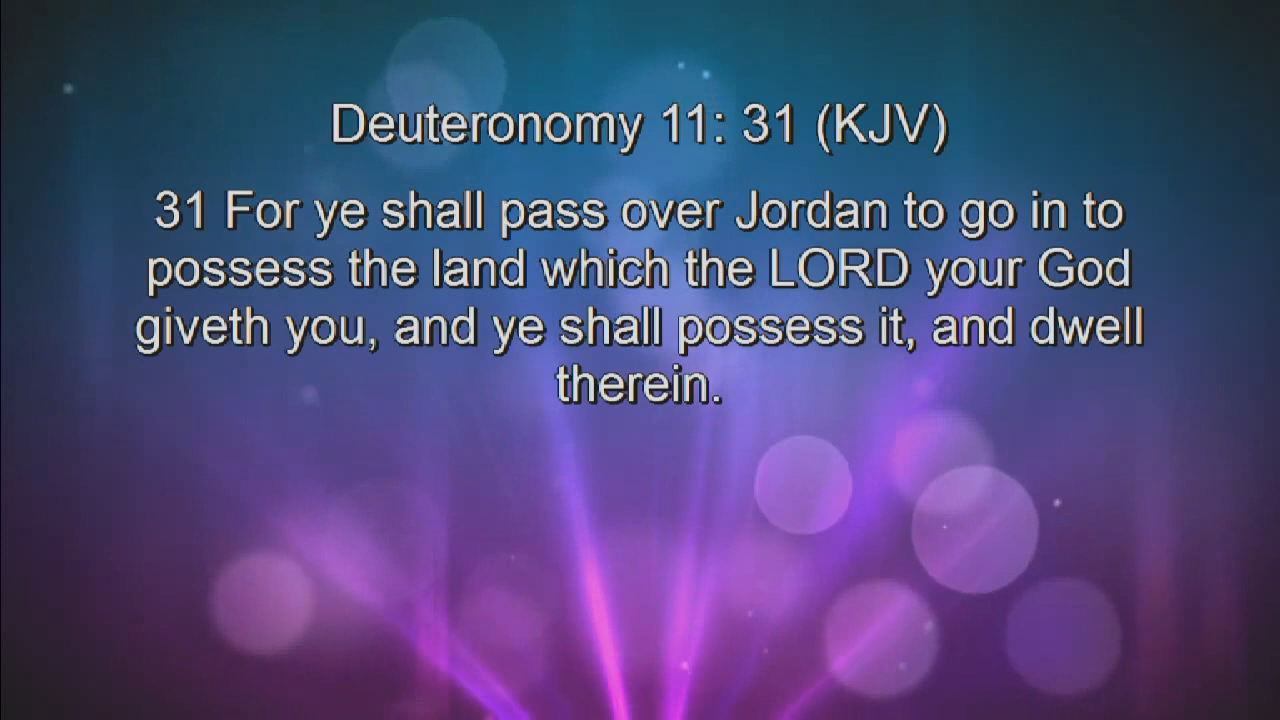 Deuteronomy 11: 31 (KJV)
31 For ye shall pass over Jordan to go in to
possess the land which the LORD your God
giveth you, and ye shall possess it, and dwell
therein.